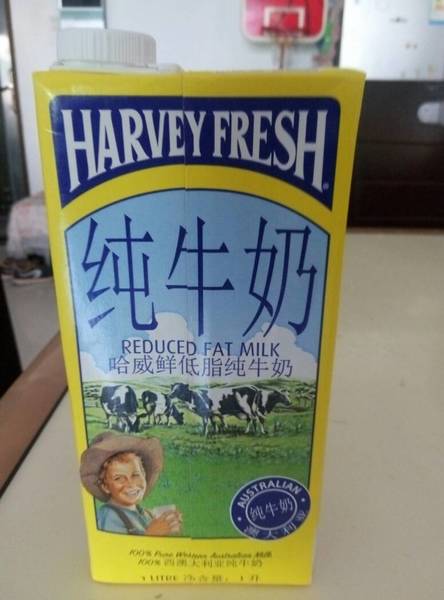 HARVEY FRESH
纯牛奶
REDUCED FAT MILK
哈威鲜低脂纯牛奶
AUSTRALIAN
纯牛奶
澳大利亚
100% Pure Western Australian Milk
100% 西澳大利亚纯牛奶
1 LITRE 净含量: 1 升